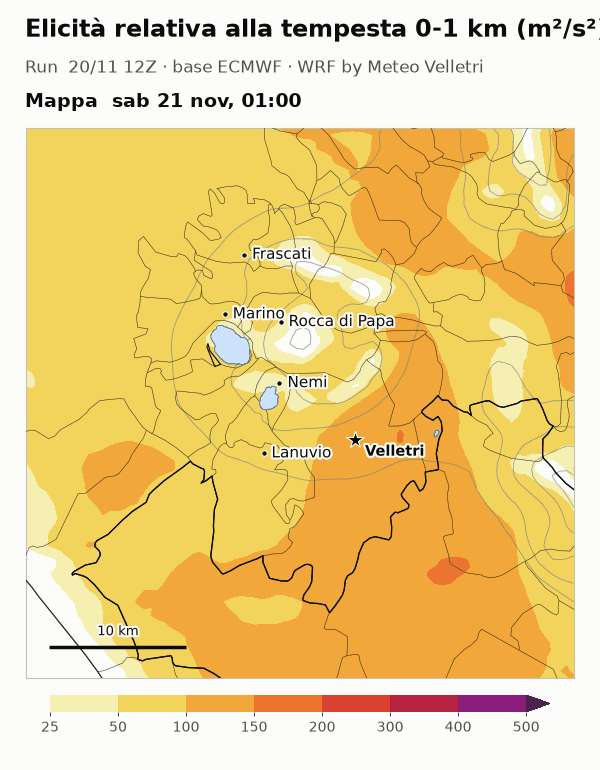 Elicità relativa alla tempesta 0-1 km (m²/s²)
Run  20/11 12Z · base ECMWF · WRF by Meteo Velletri
Mappa  sab 21 nov, 01:00
Frascati
Marino
Rocca di Papa
Nemi
Velletri
Lanuvio
10 km
25 50 100 150 200 300 400 500